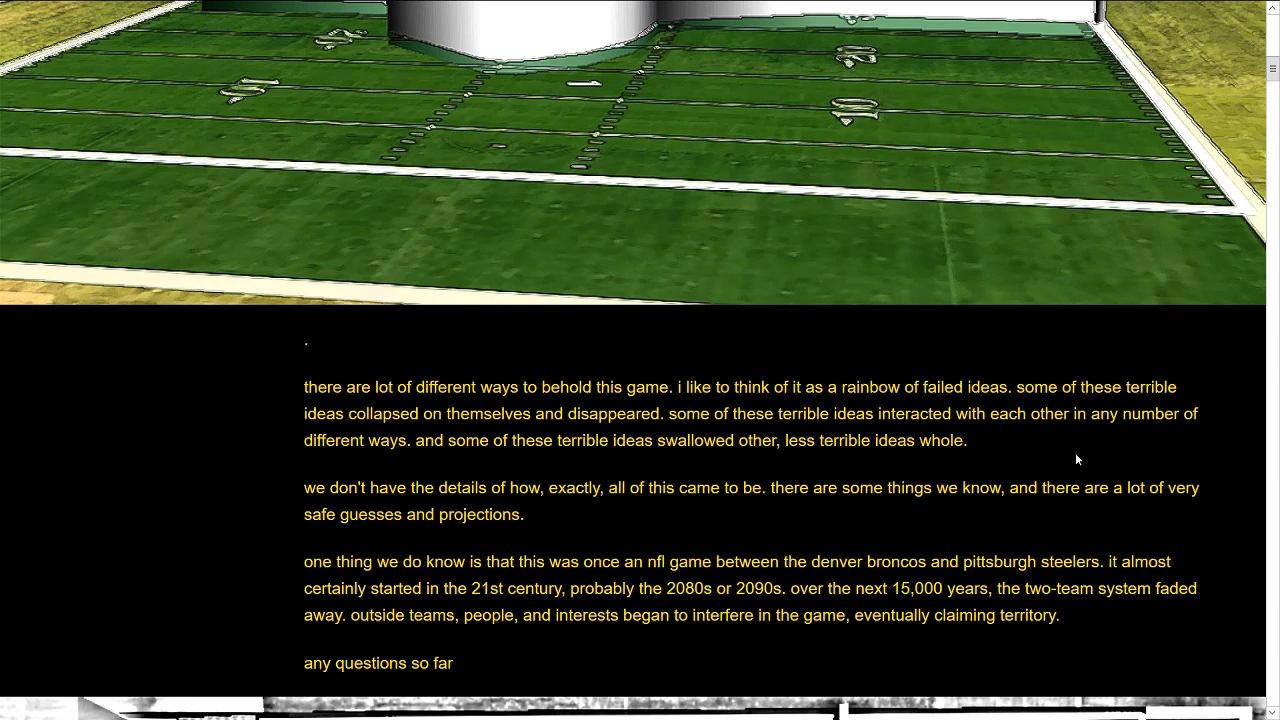 .
there are lot of different ways to behold this game. i like to think of it as a rainbow of failed ideas. some of these terrible
ideas collapsed on themselves and disappeared. some of these terrible ideas interacted with each other in any number of
different ways. and some of these terrible ideas swallowed other, less terrible ideas whole.
we don't have the details of how, exactly, all of this came to be. there are some things we know, and there are a lot of very
safe guesses and projections.
one thing we do know is that this was once an nfl game between the denver broncos and pittsburgh steelers. it almost
certainly started in the 21st century, probably the 2080s or 2090s. over the next 15,000 years, the two-team system faded
away. outside teams, people, and interests began to interfere in the game, eventually claiming territory.
any questions so far